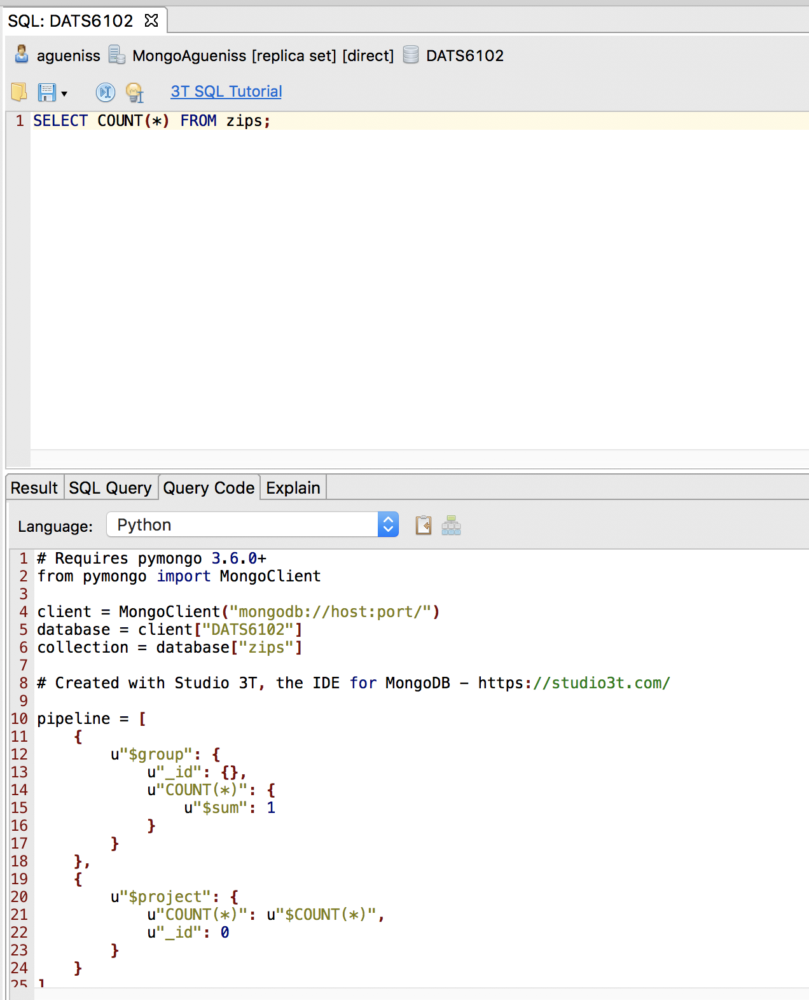 SQL: DATS6102
agueniss MongoAgueniss [replica set] [direct] DATS6102
3T SQL Tutorial
1 SELECT COUNT(*) FROM zips;
Result SQL Query Query Code Explain
Language: Python
1 # Requires pymongo 3.6.0+
2 from pymongo import MongoClient
3
4 client = MongoClient("mongodb://host:port/")
5 database = client["DATS6102"]
6 collection = database["zips"]
7
8 # Created with Studio 3T, the IDE for MongoDB - https://studio3t.com/
9
10 pipeline = [
11     {
12         u"$group": {
13             u"_id": {},
14             u"COUNT(*)": {
15                 u"$sum": 1
16             }
17         }
18     },
19     {
20         u"$project": {
21             u"COUNT(*)": u"$COUNT(*)",
22             u"_id": 0
23         }
24     }
25 ]